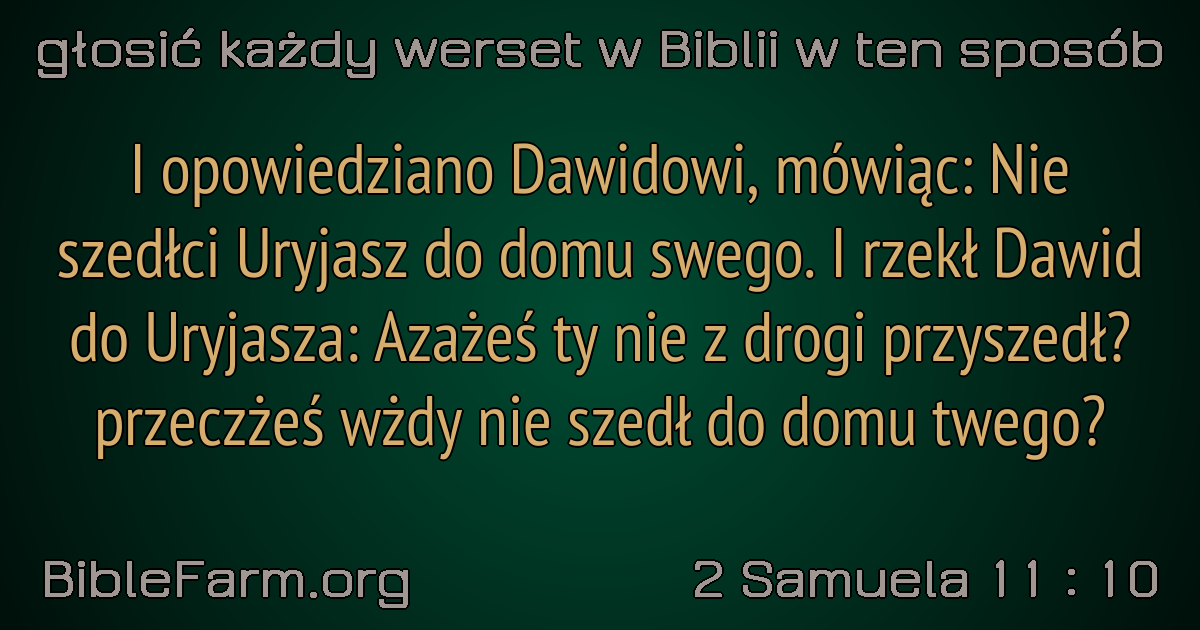 głosić każdy werset w Biblii w ten sposób
I opowiedziano Dawidowi, mówiąc: Nie
szedłci Uryjasz do domu swego. I rzekł Dawid
do Uryjasza: Azażeś ty nie z drogi przyszedł?
przeczżeś wżdy nie szedł do domu twego?
BibleFarm.org
2 Samuela 11 : 10